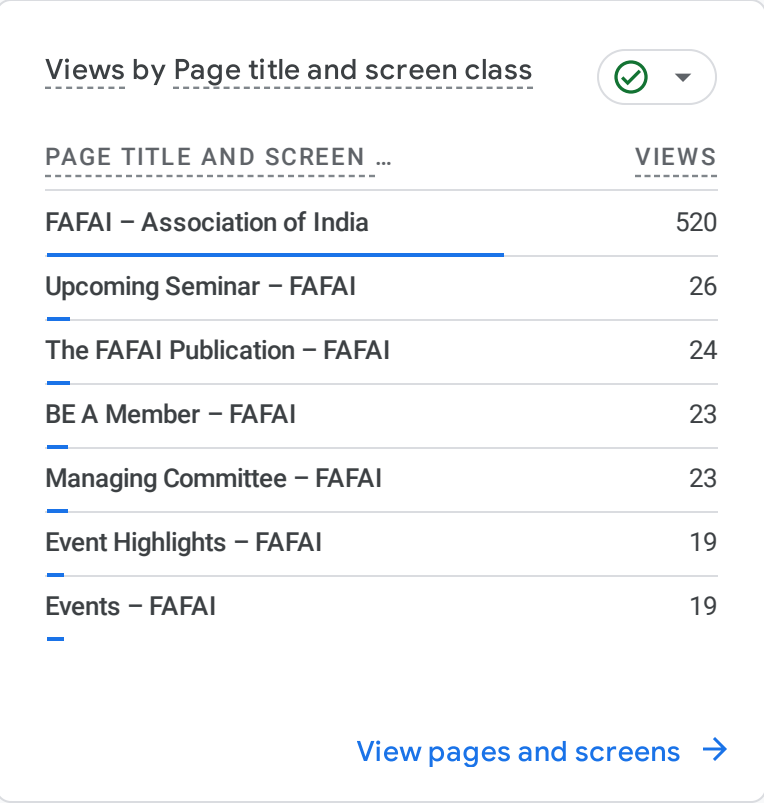 Views by Page title and screen class
PAGE TITLE AND SCREEN … VIEWS
FAFAI – Association of India 520
Upcoming Seminar – FAFAI 26
The FAFAI Publication – FAFAI 24
BE A Member – FAFAI 23
Managing Committee – FAFAI 23
Event Highlights – FAFAI 19
Events – FAFAI 19
View pages and screens